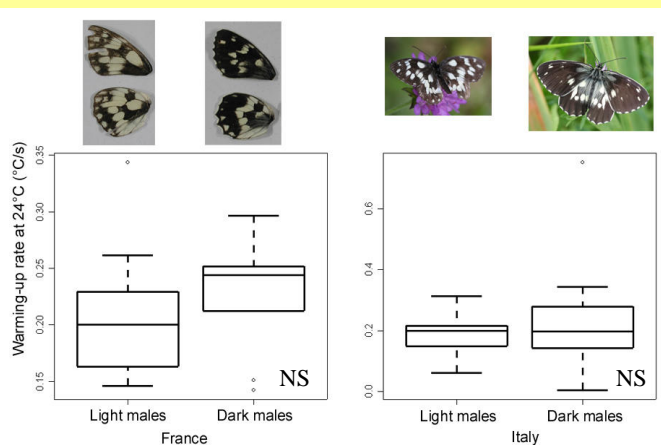 Warming-up rate at 24°C (°C/s)
0.35
0.30
0.25
0.20
0.15
NS
Light males
Dark males
France
0.6
0.4
0.2
0.0
NS
Light males
Dark males
Italy